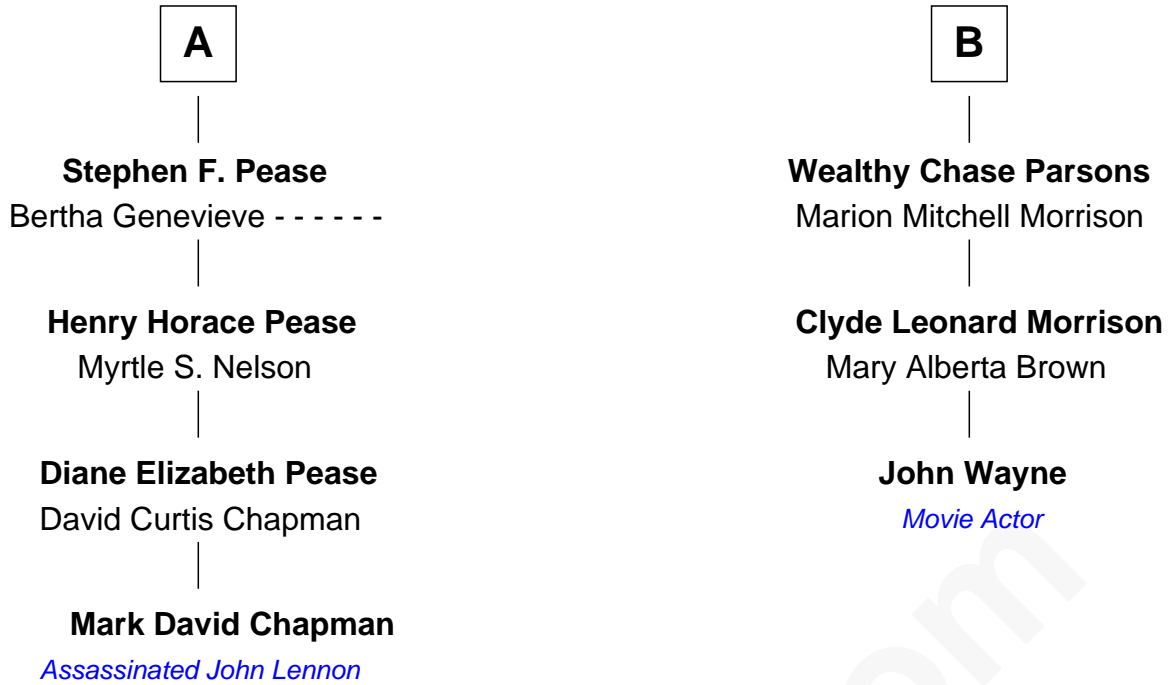 A
Stephen F. Pease
Bertha Genevieve - - - - - -
Henry Horace Pease
Myrtle S. Nelson
Diane Elizabeth Pease
David Curtis Chapman
Mark David Chapman
Assassinated John Lennon
B
Wealthy Chase Parsons
Marion Mitchell Morrison
Clyde Leonard Morrison
Mary Alberta Brown
John Wayne
Movie Actor
om